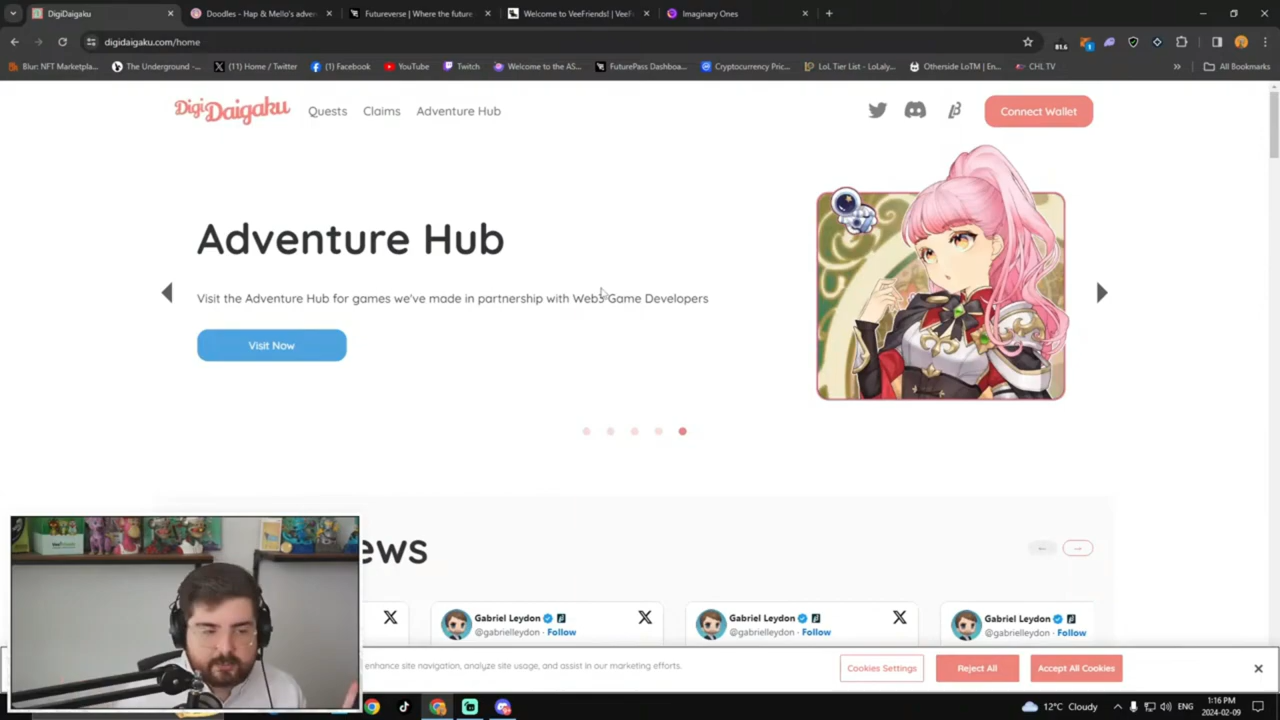 DigiDaigaku
Doodles - Hap & Mello's adven
Futureverse | Where the future
Welcome to VeeFriends! | VeeF
Imaginary Ones
digidaigaku.com/home
81.6
1
Blur: NFT Marketpla...
The Underground -...
(11) Home / Twitter
(1) Facebook
YouTube
Twitch
Welcome to the AS...
FuturePass Dashboa...
Cryptocurrency Pric...
LoL Tier List - LoLaly...
Otherside LoTM | En...
CHL TV
All Bookmarks
DigiDaigaku
Quests
Claims
Adventure Hub
Connect Wallet
Adventure Hub
Visit the Adventure Hub for games we've made in partnership with Web3 Game Developers
Visit Now
ews
Gabriel Leydon
@gabrielleydon · Follow
Gabriel Leydon
@gabrielleydon · Follow
Gabriel Leydon
@gabrielleydon · Follow
enhance site navigation, analyze site usage, and assist in our marketing efforts.
Cookies Settings
Reject All
Accept All Cookies
12°C Cloudy
ENG
1:16 PM
2024-02-09